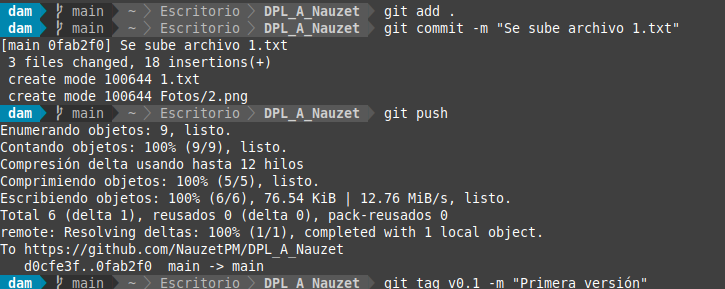 dam main ~ Escritorio DPL_A_Nauzet git add .
dam main ~ Escritorio DPL_A_Nauzet git commit -m "Se sube archivo 1.txt"
[main 0fab2f0] Se sube archivo 1.txt
3 files changed, 18 insertions(+)
create mode 100644 1.txt
create mode 100644 Fotos/2.png
dam main ~ Escritorio DPL_A_Nauzet git push
Enumerando objetos: 9, listo.
Contando objetos: 100% (9/9), listo.
Compresión delta usando hasta 12 hilos
Comprimiendo objetos: 100% (5/5), listo.
Escribiendo objetos: 100% (6/6), 76.54 KiB | 12.76 MiB/s, listo.
Total 6 (delta 1), reusados 0 (delta 0), pack-reusados 0
remote: Resolving deltas: 100% (1/1), completed with 1 local object.
To https://github.com/NauzetPM/DPL_A_Nauzet
d0cfe3f..0fab2f0 main -> main
dam main ~ Escritorio DPL_A_Nauzet git tag v0.1 -m "Primera versión"